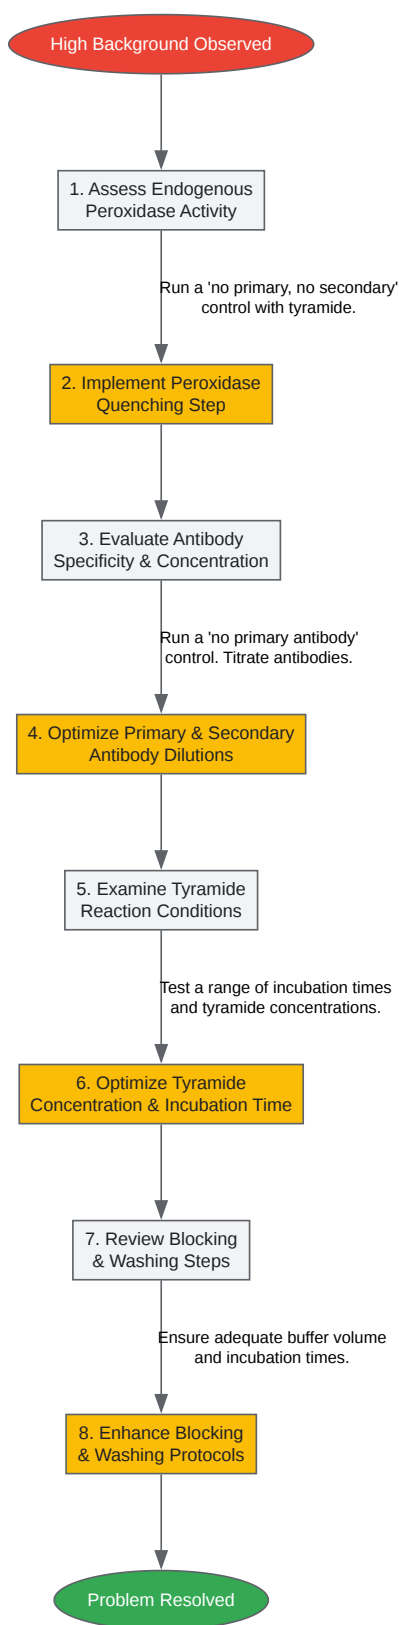 High Background Observed
1. Assess Endogenous
Peroxidase Activity
Run a 'no primary, no secondary'
control with tyramide.
2. Implement Peroxidase
Quenching Step
3. Evaluate Antibody
Specificity & Concentration
Run a 'no primary antibody'
control. Titrate antibodies.
4. Optimize Primary & Secondary
Antibody Dilutions
5. Examine Tyramide
Reaction Conditions
Test a range of incubation times
and tyramide concentrations.
6. Optimize Tyramide
Concentration & Incubation Time
7. Review Blocking
& Washing Steps
Ensure adequate buffer volume
and incubation times.
8. Enhance Blocking
& Washing Protocols
Problem Resolved